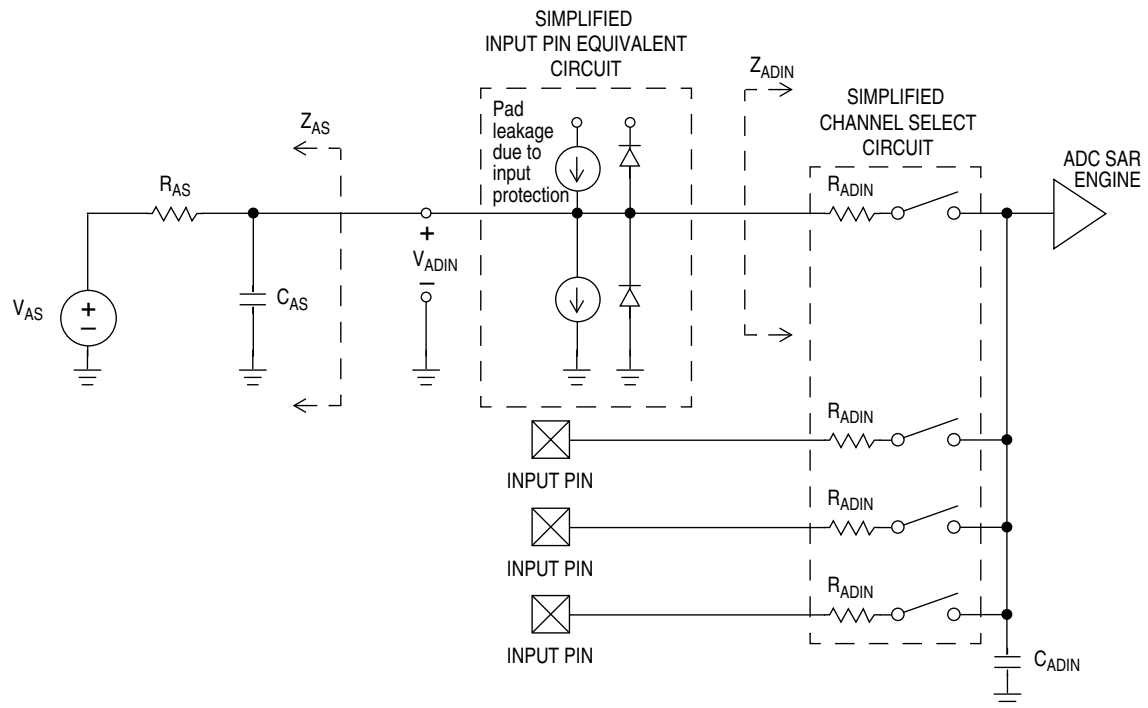 SIMPLIFIED
INPUT PIN EQUIVALENT
CIRCUIT
Z_ADIN
SIMPLIFIED
CHANNEL SELECT
CIRCUIT
ADC SAR
ENGINE
Pad
leakage
due to
input
protection
Z_AS
R_AS
R_ADIN
+
V_ADIN
−
C_AS
V_AS
+
−
R_ADIN
INPUT PIN
R_ADIN
INPUT PIN
R_ADIN
INPUT PIN
C_ADIN